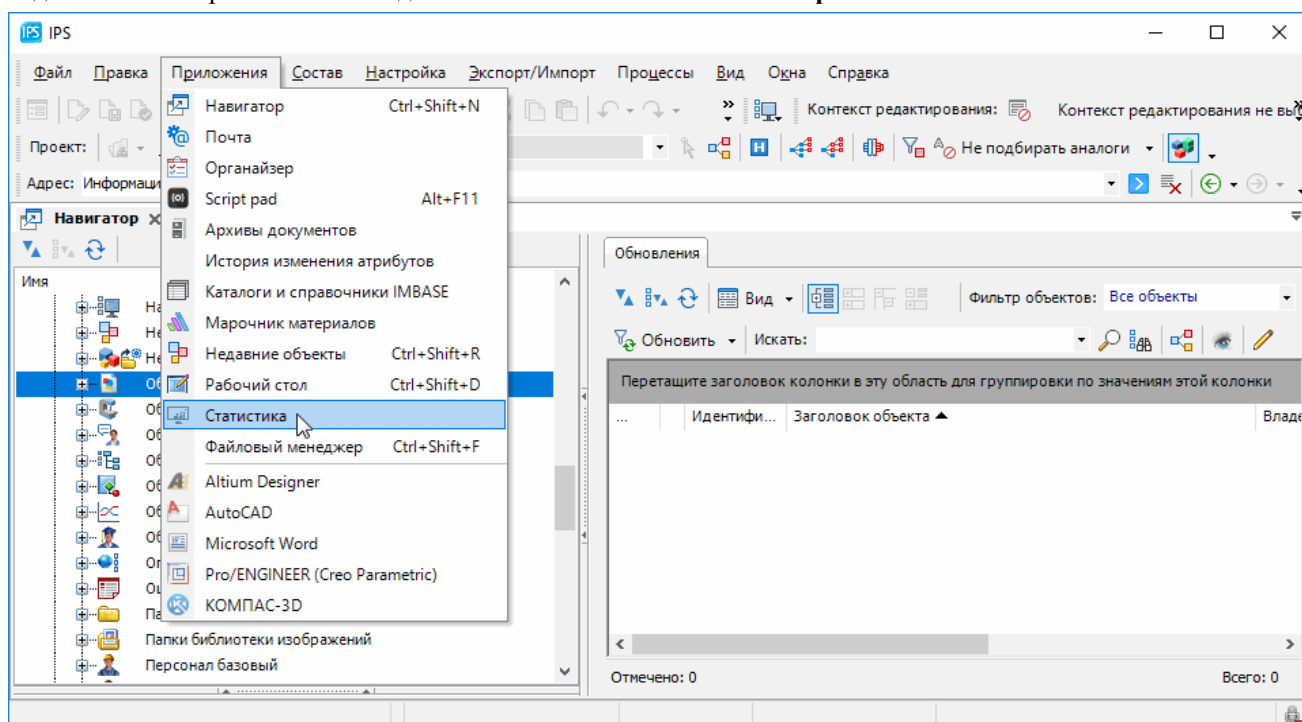 IPS
Файл Правка Приложения Состав Настройка Экспорт/Импорт Процессы Вид Окна Справка
Контекст редактирования: Контекст редактирования не
Проект: Не подбирать аналоги
Адрес:
Навигатор
Имя
Папки библиотеки изображений
Персонал базовый
Навигатор Ctrl+Shift+N
Почта
Органайзер
Script pad Alt+F11
Архивы документов
История изменения атрибутов
Каталоги и справочники IMBASE
Марочник материалов
Недавние объекты Ctrl+Shift+R
Рабочий стол Ctrl+Shift+D
Статистика
Файловый менеджер Ctrl+Shift+F
Altium Designer
AutoCAD
Microsoft Word
Pro/ENGINEER (Creo Parametric)
КОМПАС-3D
Обновления
Вид Фильтр объектов: Все объекты
Обновить Искать:
Перетащите заголовок колонки в эту область для группировки по значениям этой колонки
... Идентифи... Заголовок объекта Владе
Отмечено: 0 Всего: 0